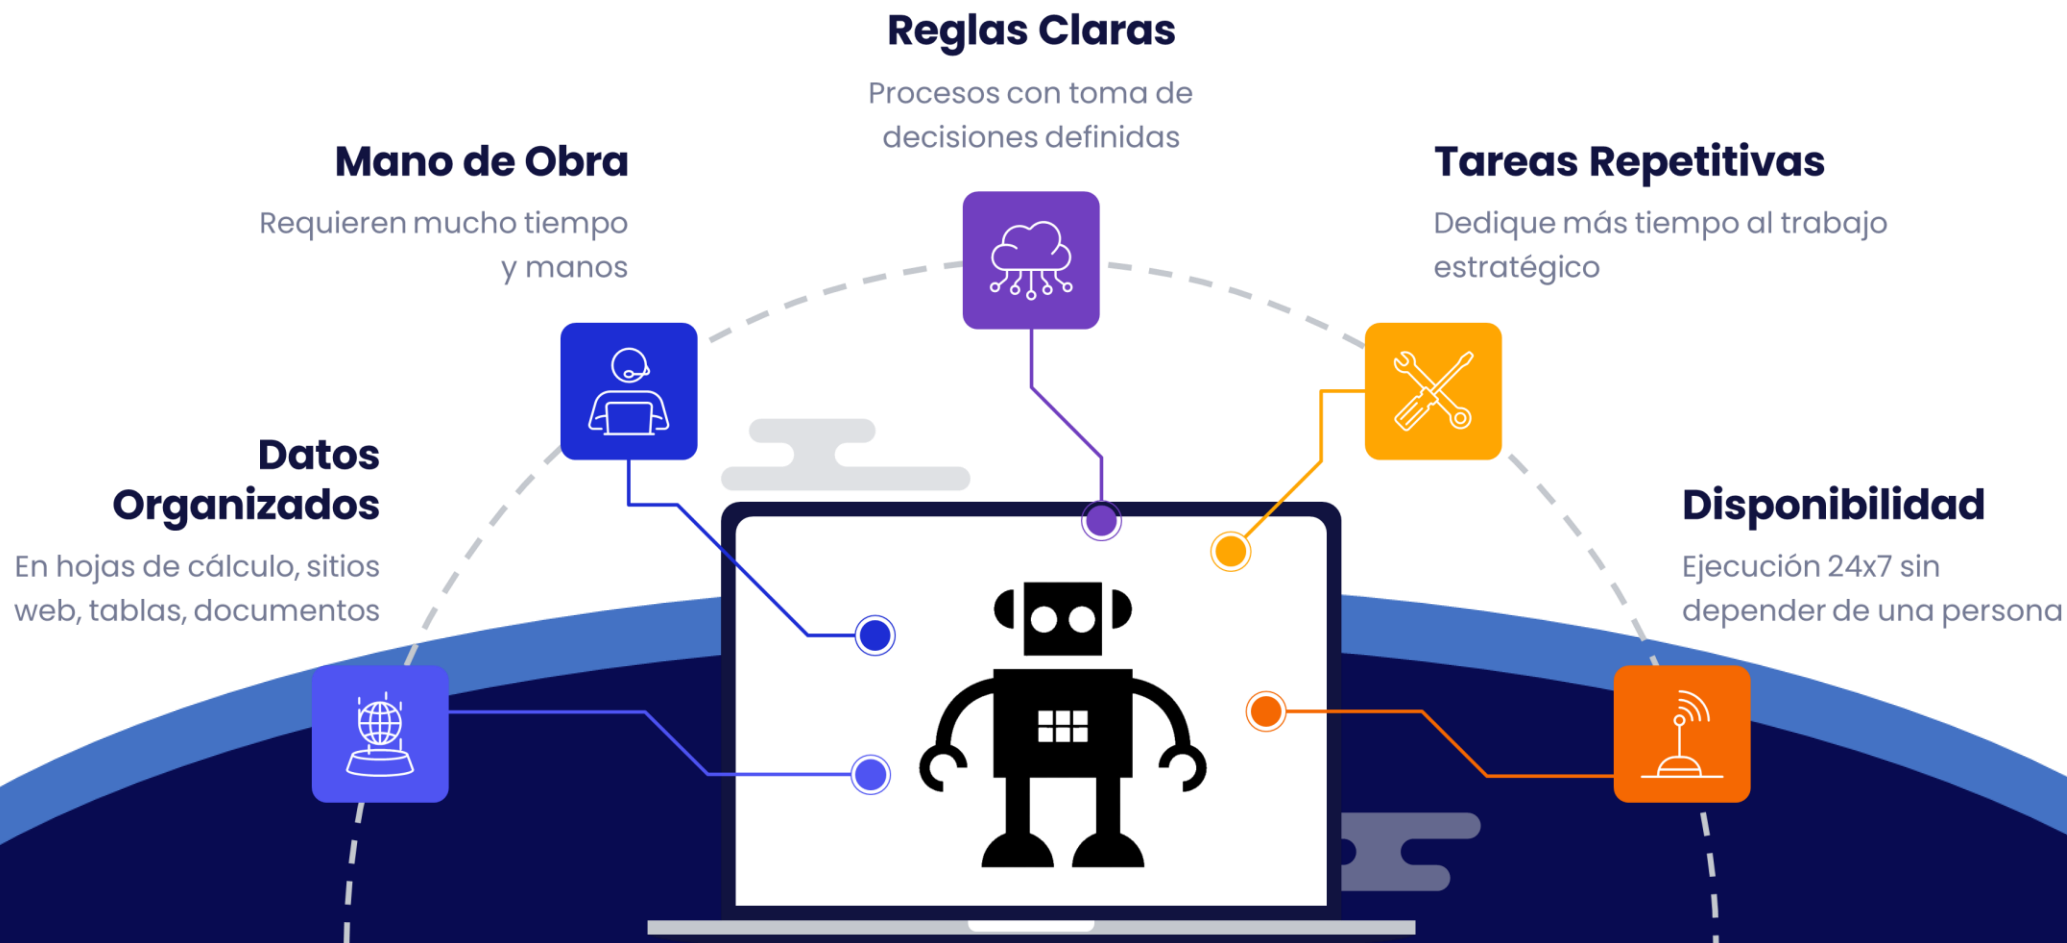 Reglas Claras
Procesos con toma de
decisiones definidas
Mano de Obra
Requieren mucho tiempo
y manos
Tareas Repetitivas
Dedique más tiempo al trabajo
estratégico
Datos
Organizados
En hojas de cálculo, sitios
web, tablas, documentos
Disponibilidad
Ejecución 24x7 sin
depender de una persona